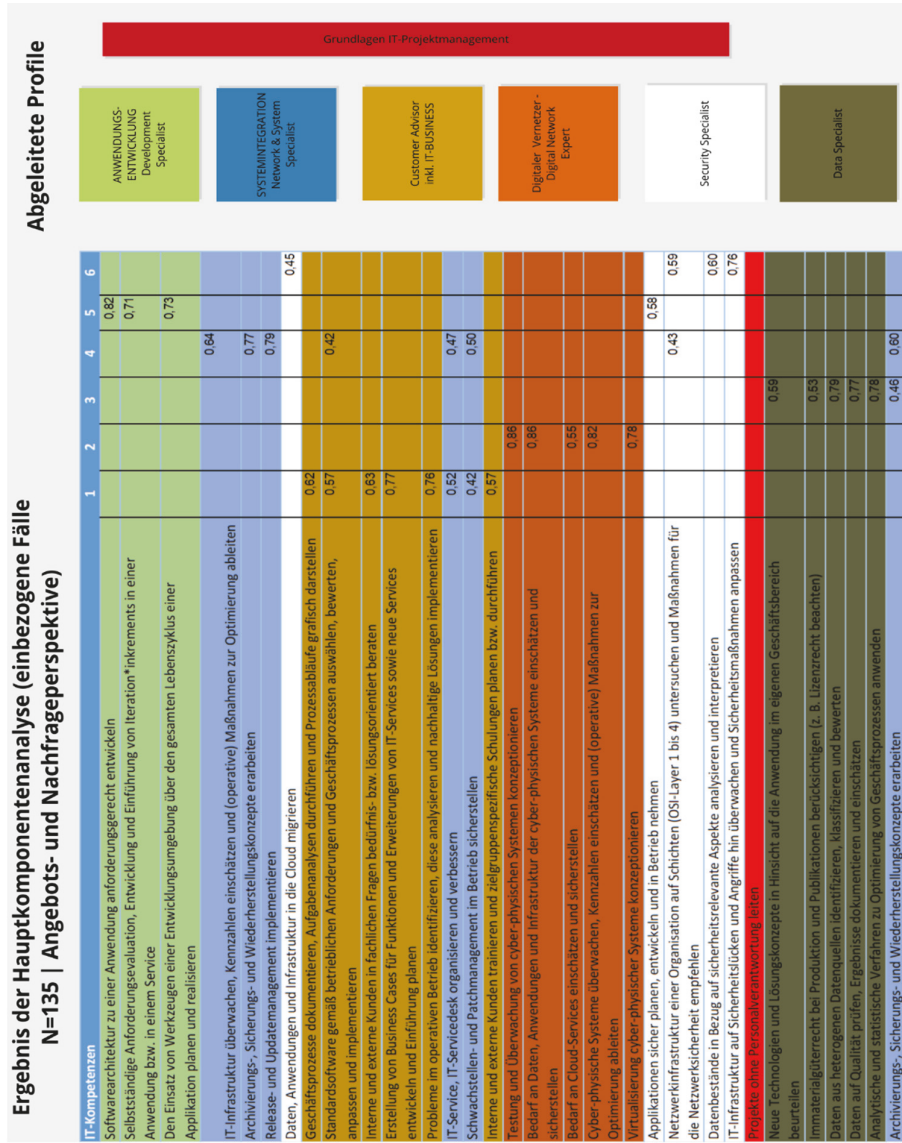 Ergebnis der Hauptkomponentenanalyse (einbezogene Fälle)
N=135 | Angebots- und Nachfrageperspektive)
Abgeleitete Profile
IT-Kompetenzen 1 2 3 4 5 6
Softwarearchitektur zu einer Anwendung anforderungsgerecht entwickeln 0,82
Selbstständige Anforderungsevaluation, Entwicklung und Einführung von Iteration*inkrements in einer 0,71
Anwendung bzw. in einem Service
Den Einsatz von Werkzeugen einer Entwicklungsumgebung über den gesamten Lebenszyklus einer 0,73
Applikation planen und realisieren
IT-Infrastruktur überwachen, Kennzahlen einschätzen und (operative) Maßnahmen zur Optimierung ableiten 0,64
Archivierungs-, Sicherungs- und Wiederherstellungskonzepte erarbeiten 0,77
Release- und Updatemanagement implementieren 0,79
Daten, Anwendungen und Infrastruktur in die Cloud migrieren 0,45
Geschäftsprozesse dokumentieren, Aufgabenanalysen durchführen und Prozessabläufe grafisch darstellen 0,62
Standardsoftware gemäß betrieblichen Anforderungen und Geschäftsprozessen auswählen, bewerten, 0,57 0,42
anpassen und implementieren
Interne und externe Kunden in fachlichen Fragen bedürfnis- bzw. lösungsorientiert beraten 0,63
Erstellung von Business Cases für Funktionen und Erweiterungen von IT-Services sowie neue Services 0,77
entwickeln und Einführung planen
Probleme im operativen Betrieb identifizieren, diese analysieren und nachhaltige Lösungen implementieren 0,76
IT-Service, IT-Servicedesk organisieren und verbessern 0,52 0,47
Schwachstellen- und Patchmanagement im Betrieb sicherstellen 0,42 0,50
Interne und externe Kunden trainieren und zielgruppenspezifische Schulungen planen bzw. durchführen 0,57
Testung und Überwachung von cyber-physischen Systemen konzeptionieren 0,86
Bedarf an Daten, Anwendungen und Infrastruktur der cyber-physischen Systeme einschätzen und 0,86
sicherstellen
Bedarf an Cloud-Services einschätzen und sicherstellen 0,55
Cyber-physische Systeme überwachen, Kennzahlen einschätzen und (operative) Maßnahmen zur 0,82
Optimierung ableiten
Virtualisierung cyber-physischer Systeme konzeptionieren 0,78
Applikationen sicher planen, entwickeln und in Betrieb nehmen 0,58
Netzwerkinfrastruktur einer Organisation auf Schichten (OSI-Layer 1 bis 4) untersuchen und Maßnahmen für 0,43 0,59
die Netzwerksicherheit empfehlen
Datenbestände in Bezug auf sicherheitsrelevante Aspekte analysieren und interpretieren 0,60
IT-Infrastruktur auf Sicherheitslücken und Angriffe hin überwachen und Sicherheitsmaßnahmen anpassen 0,76
Projekte ohne Personalverantwortung leiten
Neue Technologien und Lösungskonzepte in Hinsicht auf die Anwendung im eigenen Geschäftsbereich 0,59
beurteilen
Immaterialgüterrecht bei Produktion und Publikationen berücksichtigen (z. B. Lizenzrecht beachten) 0,53
Daten aus heterogenen Datenquellen identifizieren, klassifizieren und bewerten 0,79
Daten auf Qualität prüfen, Ergebnisse dokumentieren und einschätzen 0,77
Analytische und statistische Verfahren zu Optimierung von Geschäftsprozessen anwenden 0,78
Archivierungs-, Sicherungs- und Wiederherstellungskonzepte erarbeiten 0,46 0,60
ANWENDUNGS-
ENTWICKLUNG
Development
Specialist
SYSTEMINTEGRATION
Network & System
Specialist
Customer Advisor
inkl. IT-BUSINESS
Digitaler Vernetzer -
Digital Network
Expert
Security Specialist
Data Specialist
Grundlagen IT-Projektmanagement